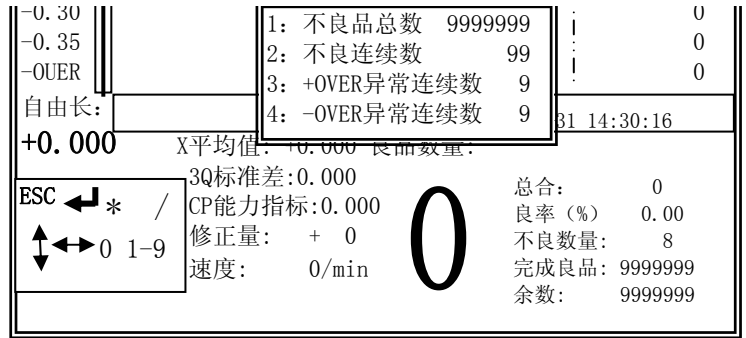 -0.30
-0.35
-OUER
1: 不良品总数 9999999
2: 不良连续数 99
3: +OVER异常连续数 9
4: -OVER异常连续数 9
0
0
0
自由长:
+0.000
31 14:30:16
X平均值: +0.000 良品数量:
3Q标准差:0.000
CP能力指标:0.000
修正量: + 0
速度: 0/min
ESC * /
0 1-9
0
总合: 0
良率（%） 0.00
不良数量: 8
完成良品: 9999999
余数: 9999999